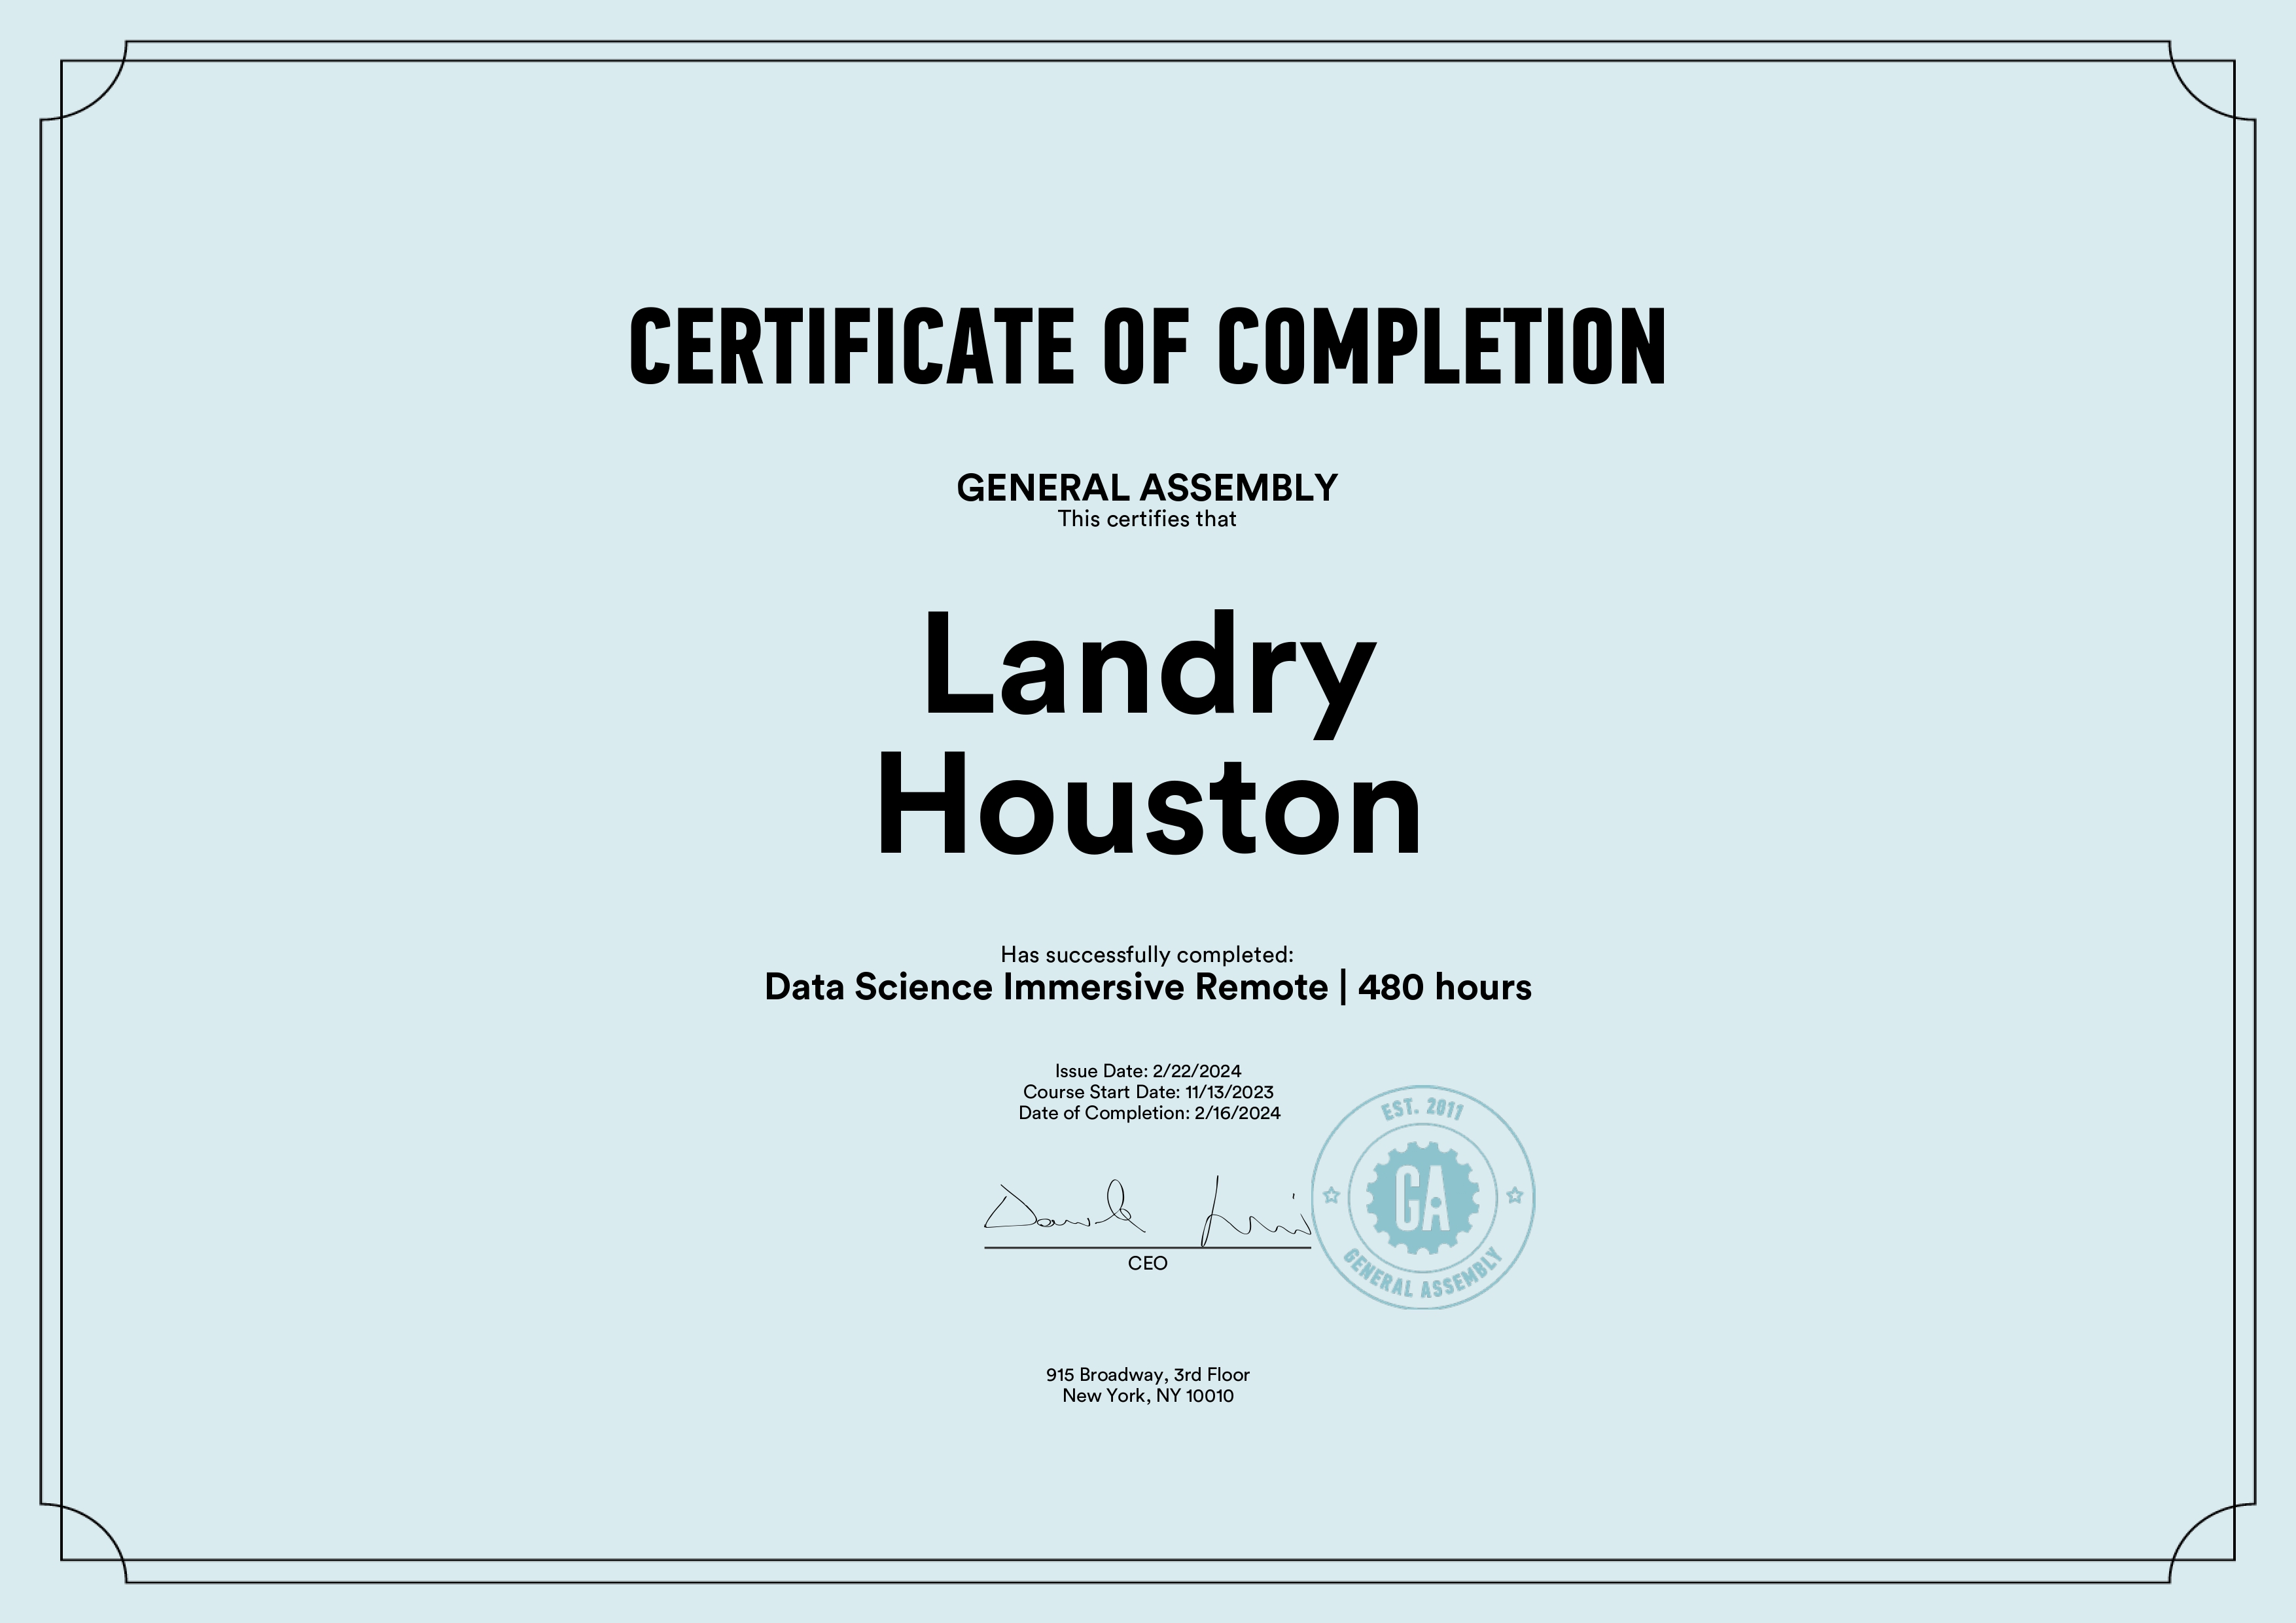 CERTIFICATE OF COMPLETION
GENERAL ASSEMBLY
This certifies that
Landry
Houston
Has successfully completed:
Data Science Immersive Remote | 480 hours
Issue Date: 2/22/2024
Course Start Date: 11/13/2023
Date of Completion: 2/16/2024
EST. 2011
GA
GENERAL ASSEMBLY
CEO
915 Broadway, 3rd Floor
New York, NY 10010